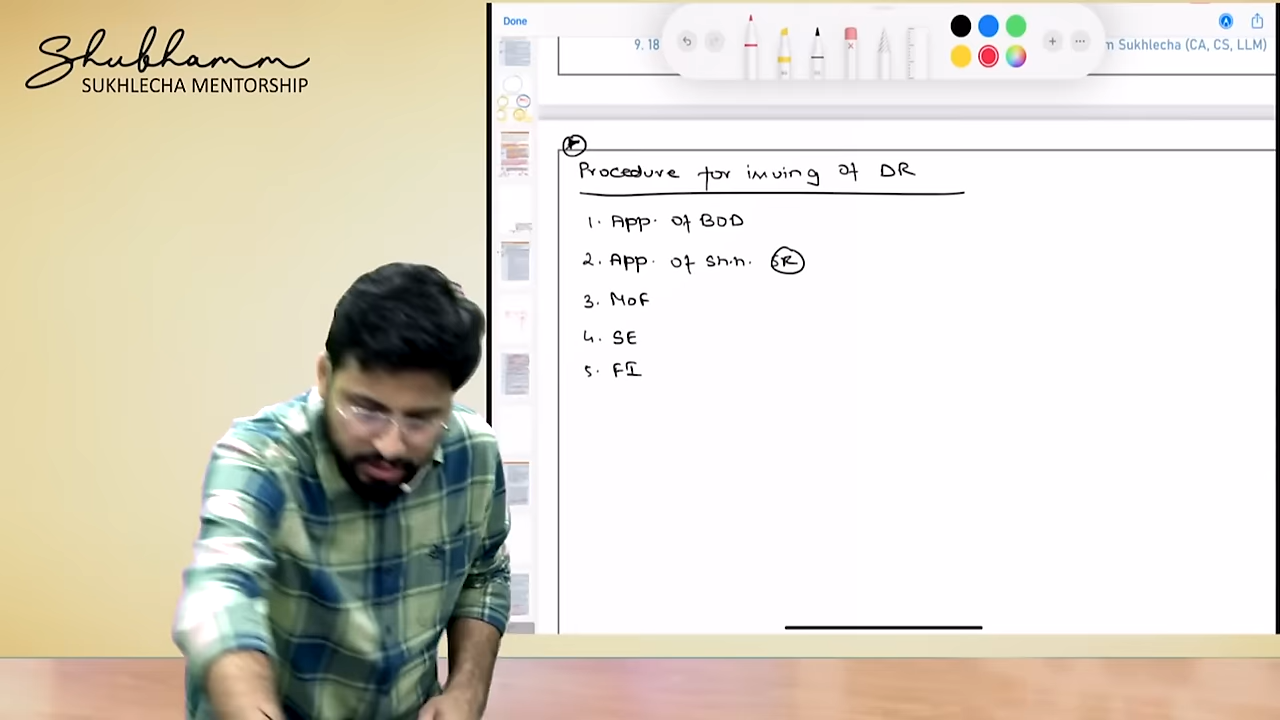 Shubhamm
SUKHLECHA MENTORSHIP
Done
9. 18
m Sukhlecha (CA, CS, LLM)
Procedure for issuing of DR
1. App. of BOD
2. App. of Sh.h. SR
3. MoF
4. SE
5. FI